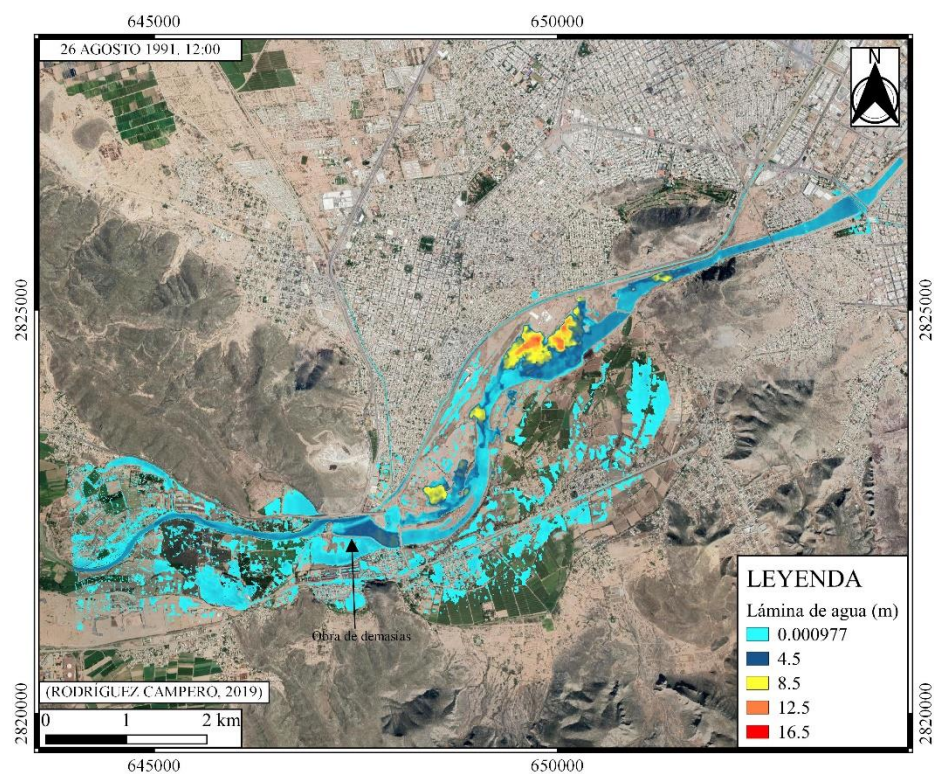 645000
650000
26 AGOSTO 1991, 12:00
N
2825000
2825000
LEYENDA
Lámina de agua (m)
0.000977
4.5
8.5
12.5
16.5
Obra de demasías
(RODRÍGUEZ CAMPERO, 2019)
0 1 2 km
2820000
2820000
645000
650000